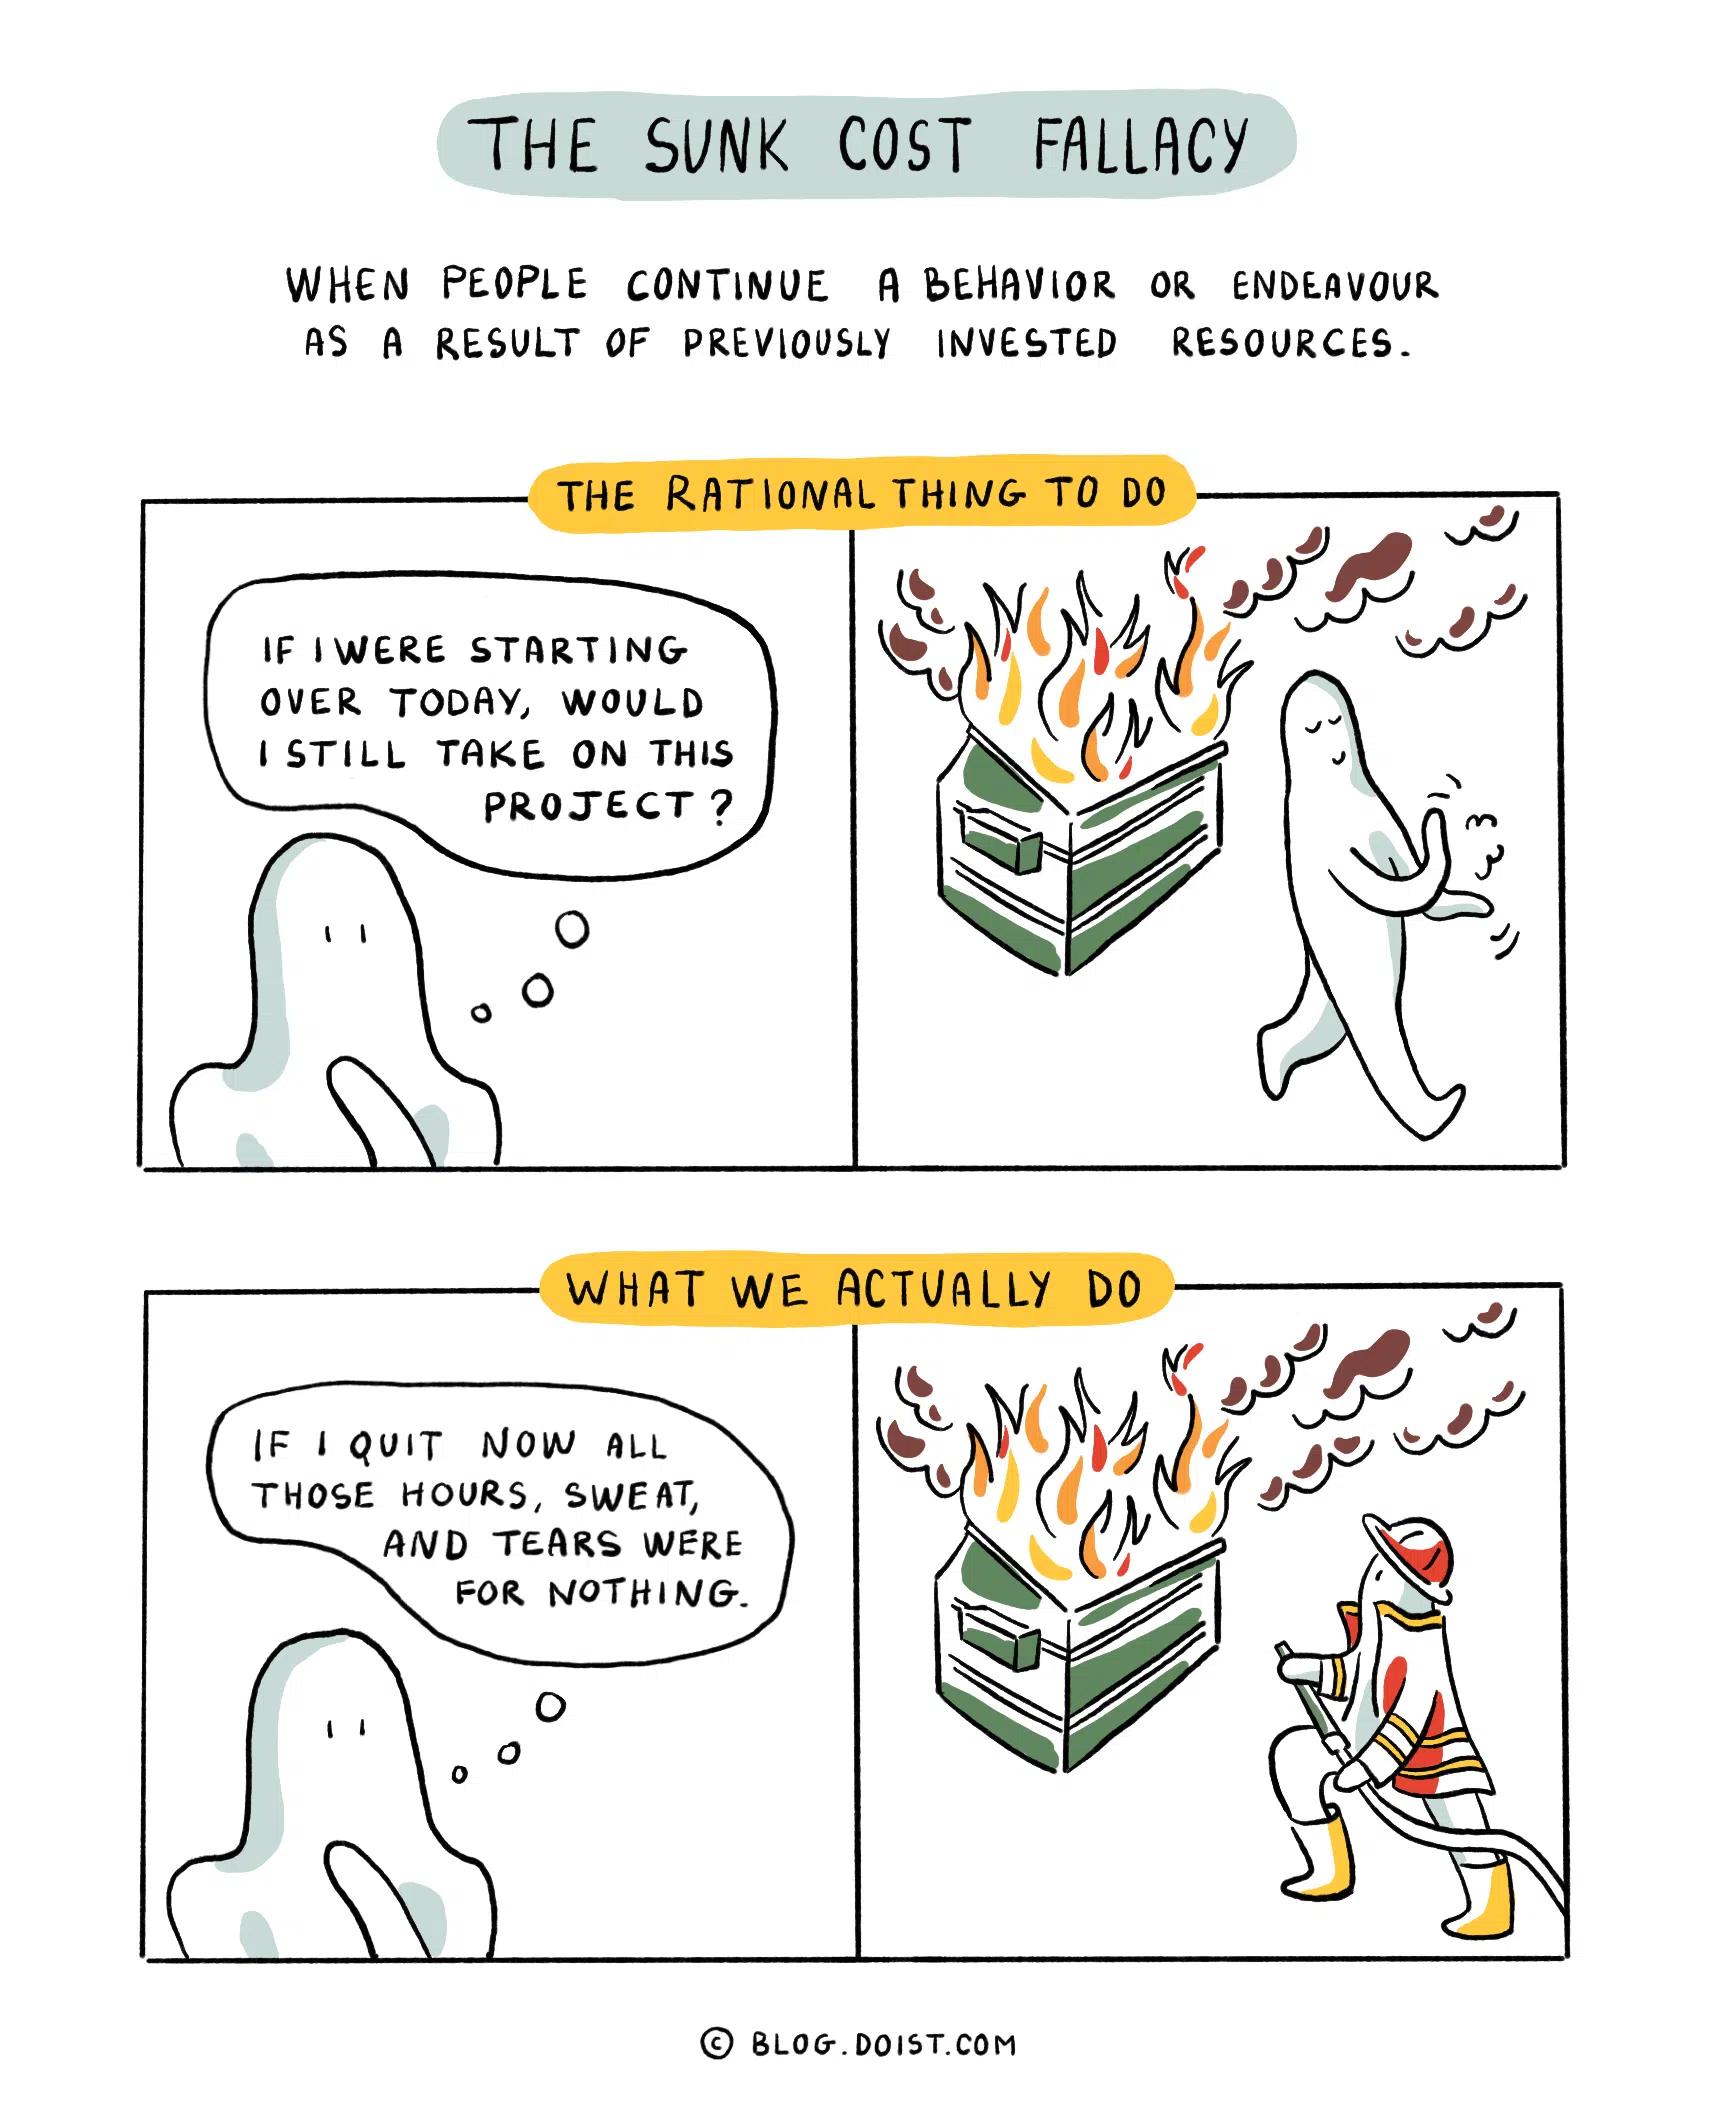 THE SUNK COST FALLACY
WHEN PEOPLE CONTINUE A BEHAVIOR OR ENDEAVOUR
AS A RESULT OF PREVIOUSLY INVESTED RESOURCES.
THE RATIONAL THING TO DO
IF I WERE STARTING
OVER TODAY, WOULD
I STILL TAKE ON THIS
PROJECT?
WHAT WE ACTUALLY DO
IF I QUIT NOW ALL
THOSE HOURS, SWEAT,
AND TEARS WERE
FOR NOTHING.
© BLOG.DOIST.COM